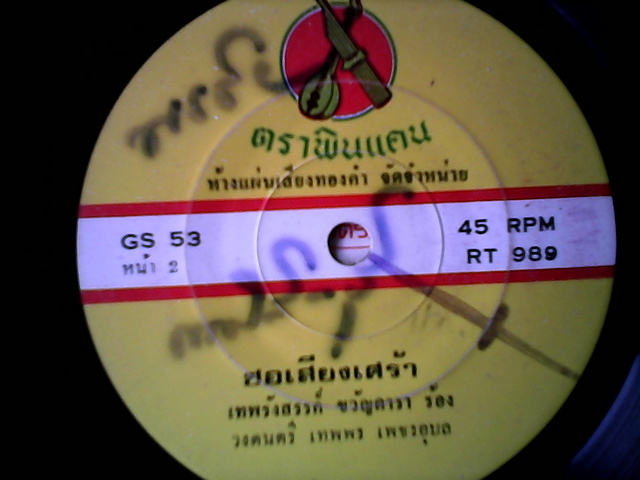 ตราพิณแคน
ห้างแผ่นเสียงทองคำ จัดจำหน่าย
GS 53
หน้า 2
45 RPM
RT 989
ซอเสียงเศร้า
เทพรังสรรค์ ขวัญดารา ร้อง
วงดนตรี เทพพร เพชรอุบล